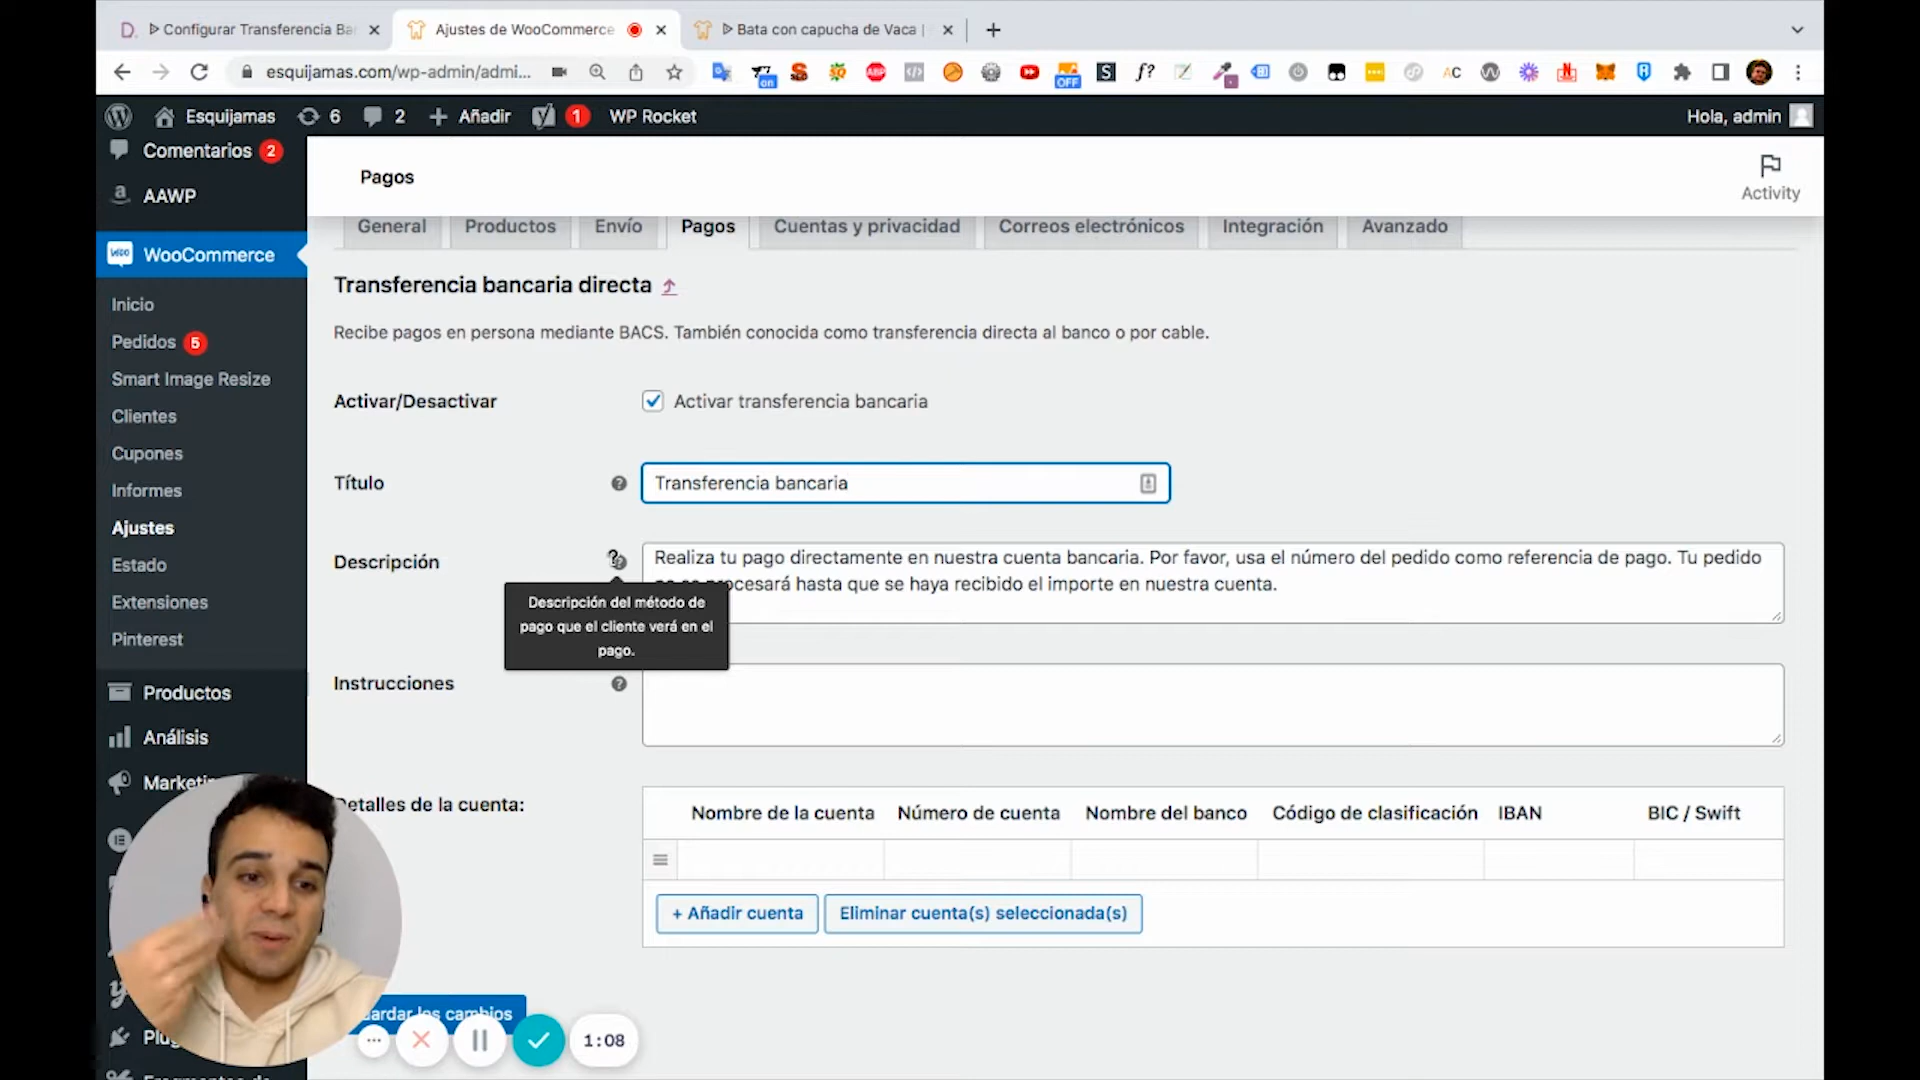 Configurar Transferencia Ba
Ajustes de WooCommerce
Bata con capucha de Vaca |
esquijamas.com/wp-admin/admi...
Esquijamas
6
2
Añadir
1
WP Rocket
Hola, admin
Comentarios 2
AAWP
WooCommerce
Inicio
Pedidos 5
Smart Image Resize
Clientes
Cupones
Informes
Ajustes
Estado
Extensiones
Pinterest
Productos
Análisis
Marketin
Pagos
Activity
General
Productos
Envío
Pagos
Cuentas y privacidad
Correos electrónicos
Integración
Avanzado
Transferencia bancaria directa
Recibe pagos en persona mediante BACS. También conocida como transferencia directa al banco o por cable.
Activar/Desactivar
Activar transferencia bancaria
Título
Transferencia bancaria
Descripción
Realiza tu pago directamente en nuestra cuenta bancaria. Por favor, usa el número del pedido como referencia de pago. Tu pedido
procesará hasta que se haya recibido el importe en nuestra cuenta.
Descripción del método de
pago que el cliente verá en el
pago.
Instrucciones
Detalles de la cuenta:
Nombre de la cuenta
Número de cuenta
Nombre del banco
Código de clasificación
IBAN
BIC / Swift
+ Añadir cuenta
Eliminar cuenta(s) seleccionada(s)
ardar los cambios
1:08